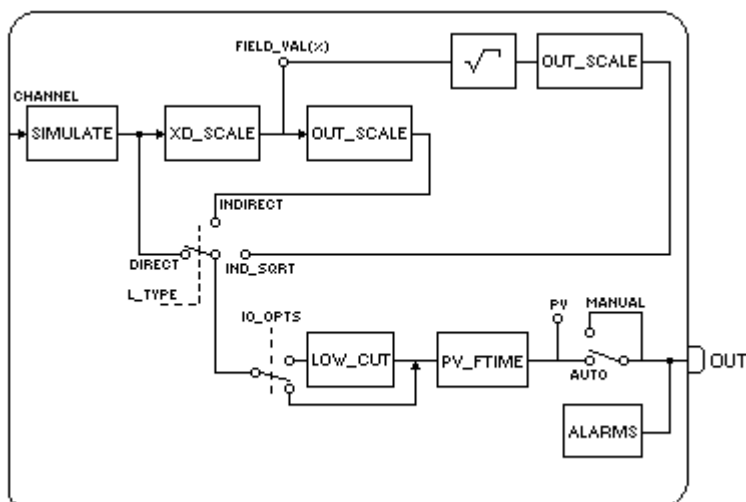 FIELD_VAL(%)
√
OUT_SCALE
CHANNEL
SIMULATE
XD_SCALE
OUT_SCALE
INDIRECT
DIRECT
IND_SQRT
L_TYPE
IO_OPTS
PV
MANUAL
LOW_CUT
PV_FTIME
OUT
AUTO
ALARMS